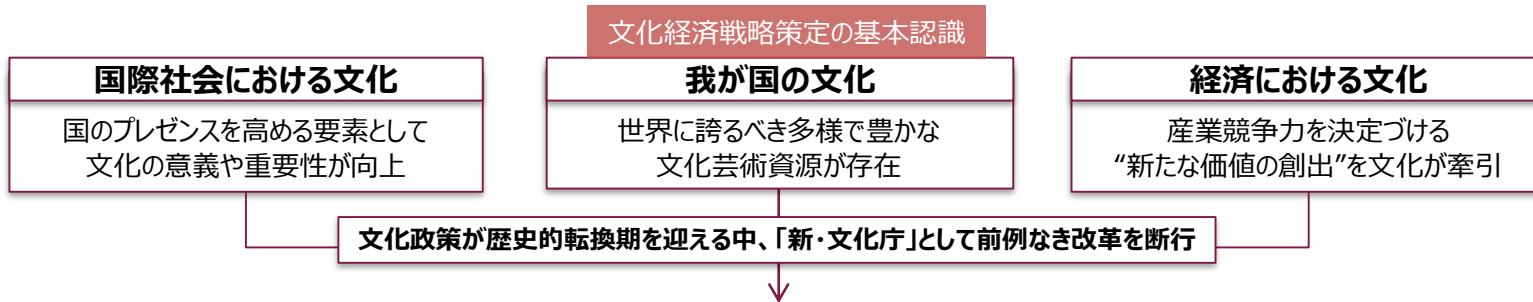 文化経済戦略策定の基本認識
国際社会における文化
国のプレゼンスを高める要素として
文化の意義や重要性が向上
我が国の文化
世界に誇るべき多様で豊かな
文化芸術資源が存在
経済における文化
産業競争力を決定づける
“新たな価値の創出”を文化が牽引
文化政策が歴史的転換期を迎える中、「新・文化庁」として前例なき改革を断行